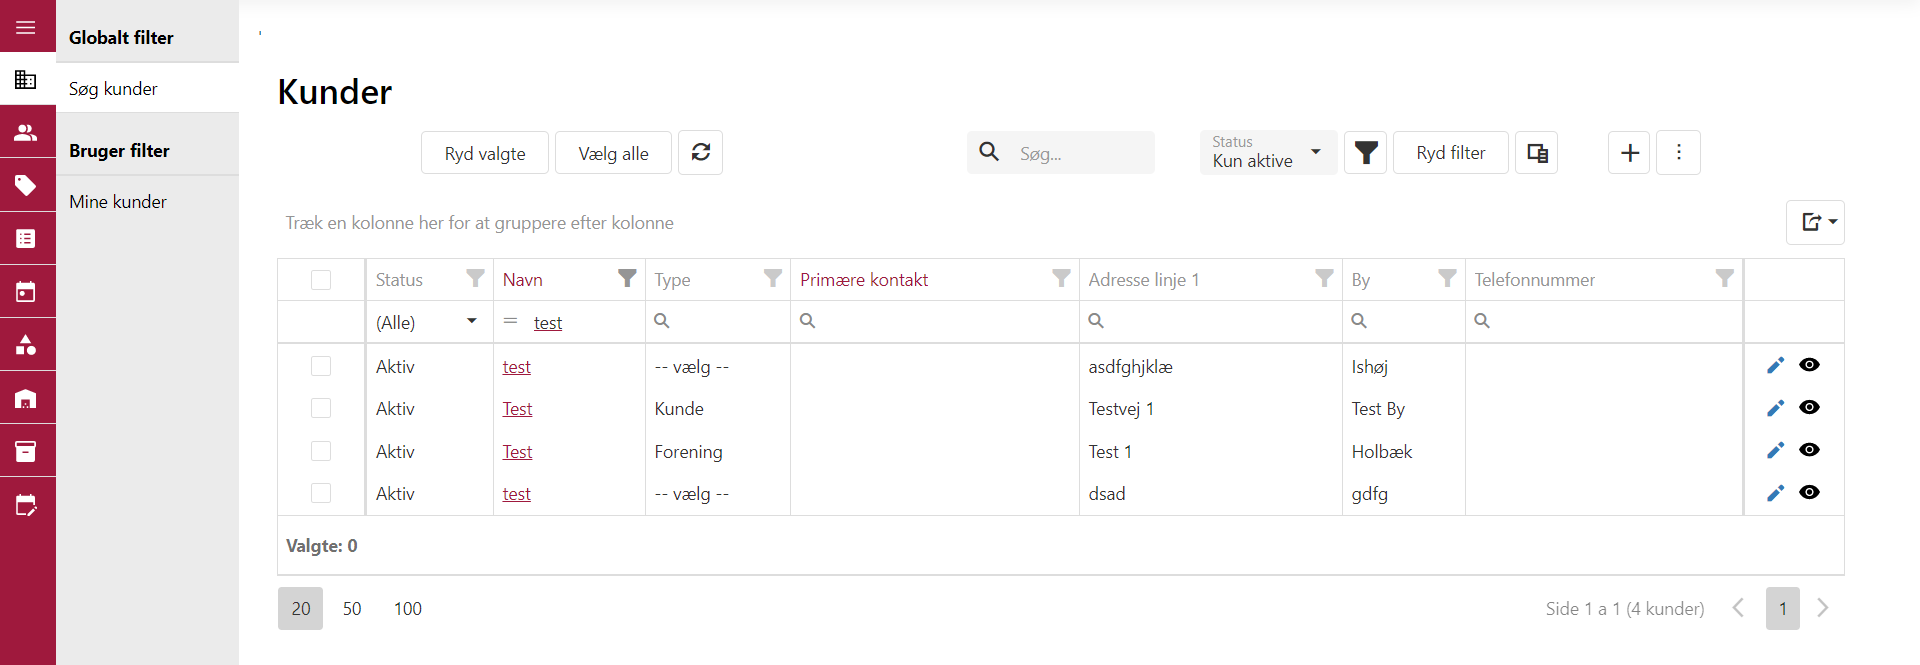 Globalt filter
Søg kunder
Bruger filter
Mine kunder
Kunder
Ryd valgte Vælg alle Søg... Status Kun aktive Ryd filter
Træk en kolonne her for at gruppere efter kolonne
Status Navn Type Primære kontakt Adresse linje 1 By Telefonnummer
(Alle) = test
Aktiv test -- vælg -- asdfghjklæ Ishøj
Aktiv Test Kunde Testvej 1 Test By
Aktiv Test Forening Test 1 Holbæk
Aktiv test -- vælg -- dsad gdfg
Valgte: 0
20 50 100 Side 1 a 1 (4 kunder) 1